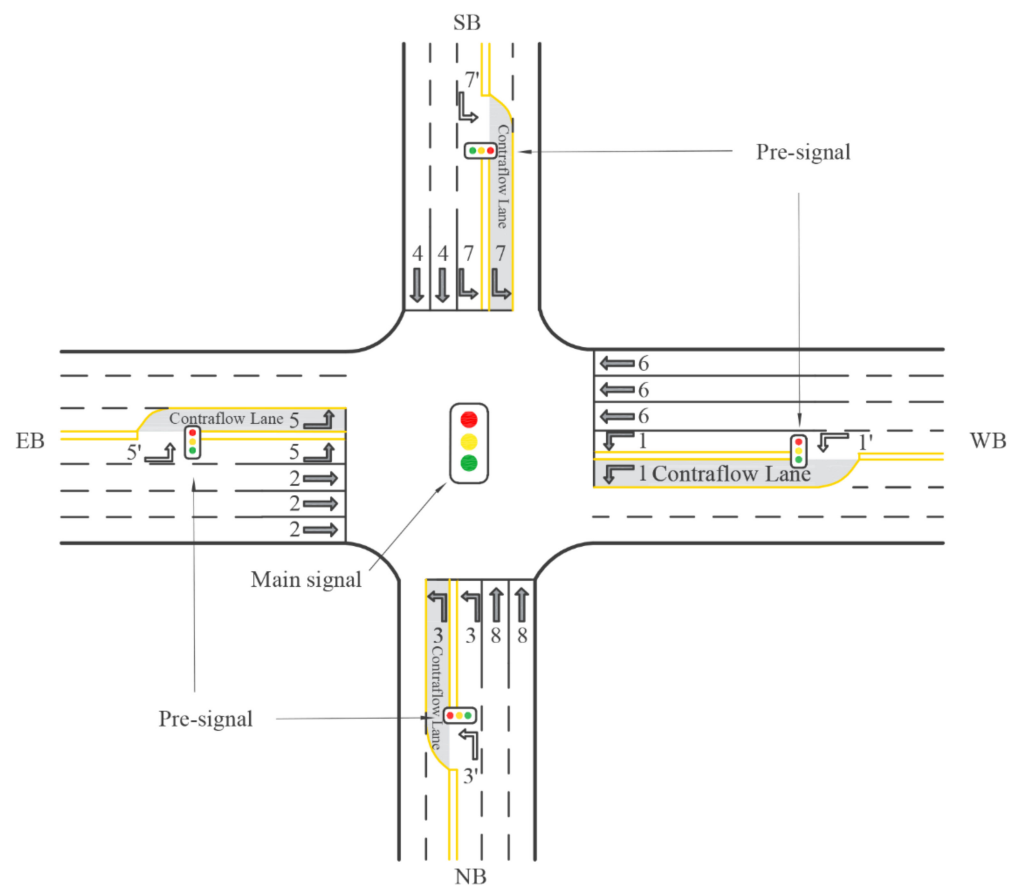 SB
7'
Contraflow Lane
Pre-signal
4 4 7 7
6
6
6
Contraflow Lane 5
EB
5'
5
1
1'
WB
2
1 Contraflow Lane
2
2
Main signal
3 3 8 8
Contraflow Lane
Pre-signal
3'
NB